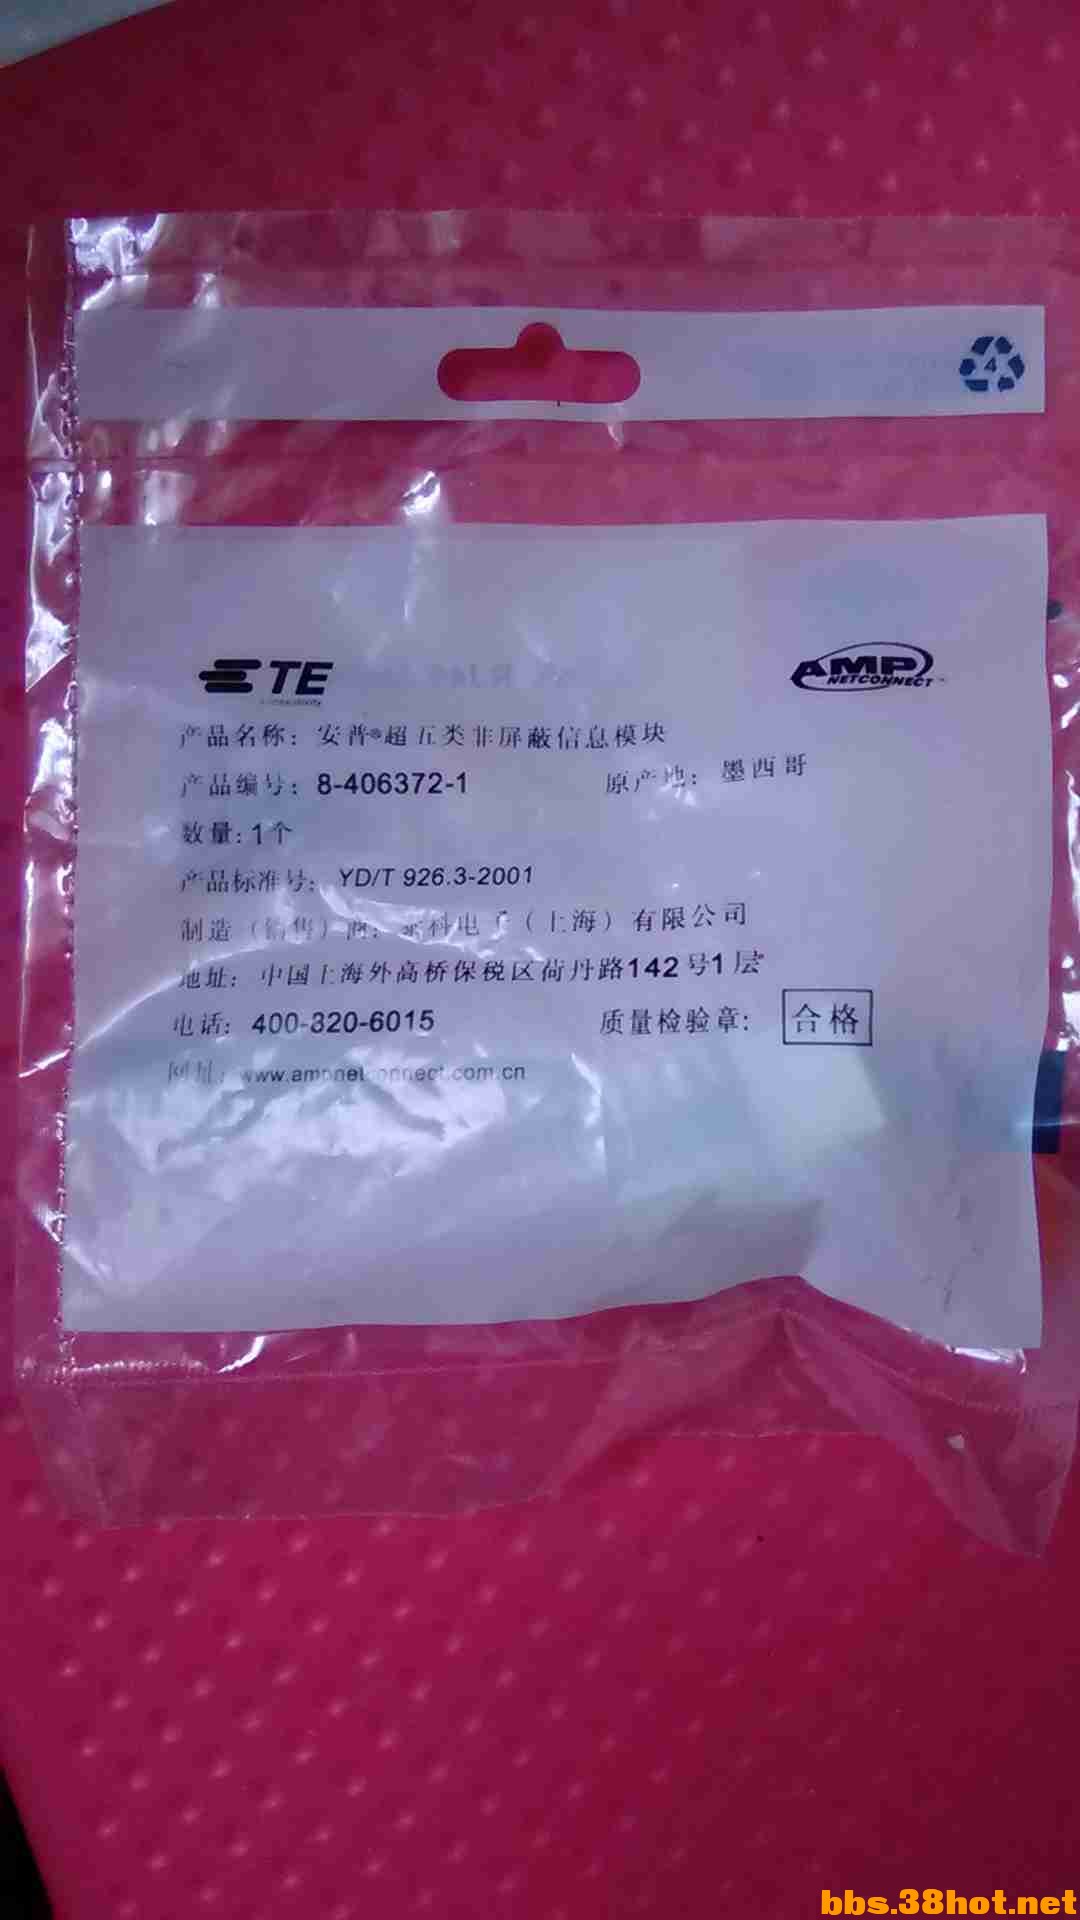 4
TE
connectivity
AMP
NETCONNECT
产品名称：安普®超五类非屏蔽信息模块
产品编号：8-406372-1 原产地：墨西哥
数量：1个
产品标准号：YD/T 926.3-2001
制造（销售）商：泰科电子（上海）有限公司
地址：中国上海外高桥保税区荷丹路142号1层
电话：400-820-6015 质量检验章：合格
网址：www.ampnetconnect.com.cn
bbs.38hot.net